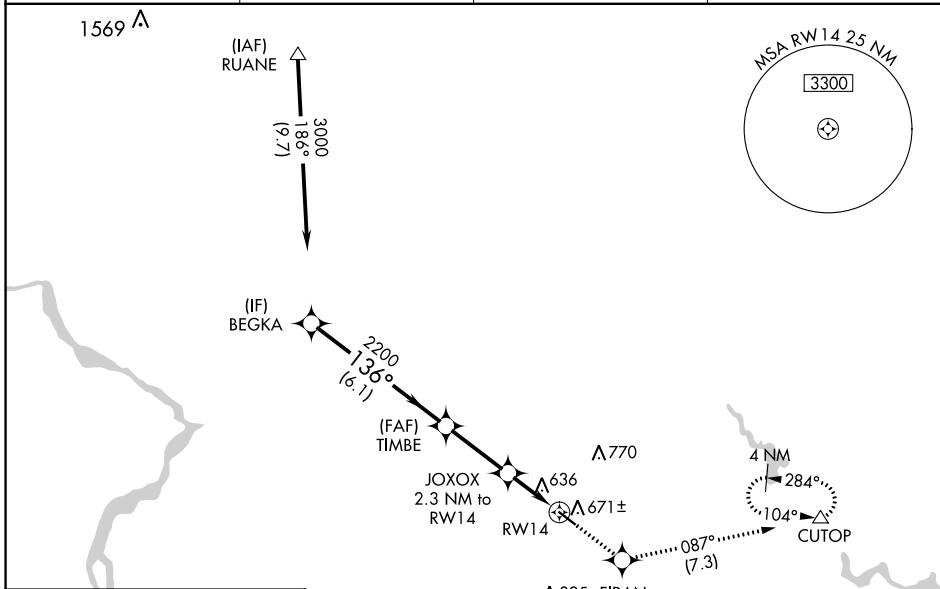 1569
(IAF)
RUANE
3000
186°
(9.7)
MSA RW14 25 NM
3300
(IF)
BEGKA
2200
136°
(6.1)
(FAF)
TIMBE
770
JOXOX
2.3 NM to
RW14
636
671±
RW14
4 NM
284°
104°
CUTOP
087°
(7.3)